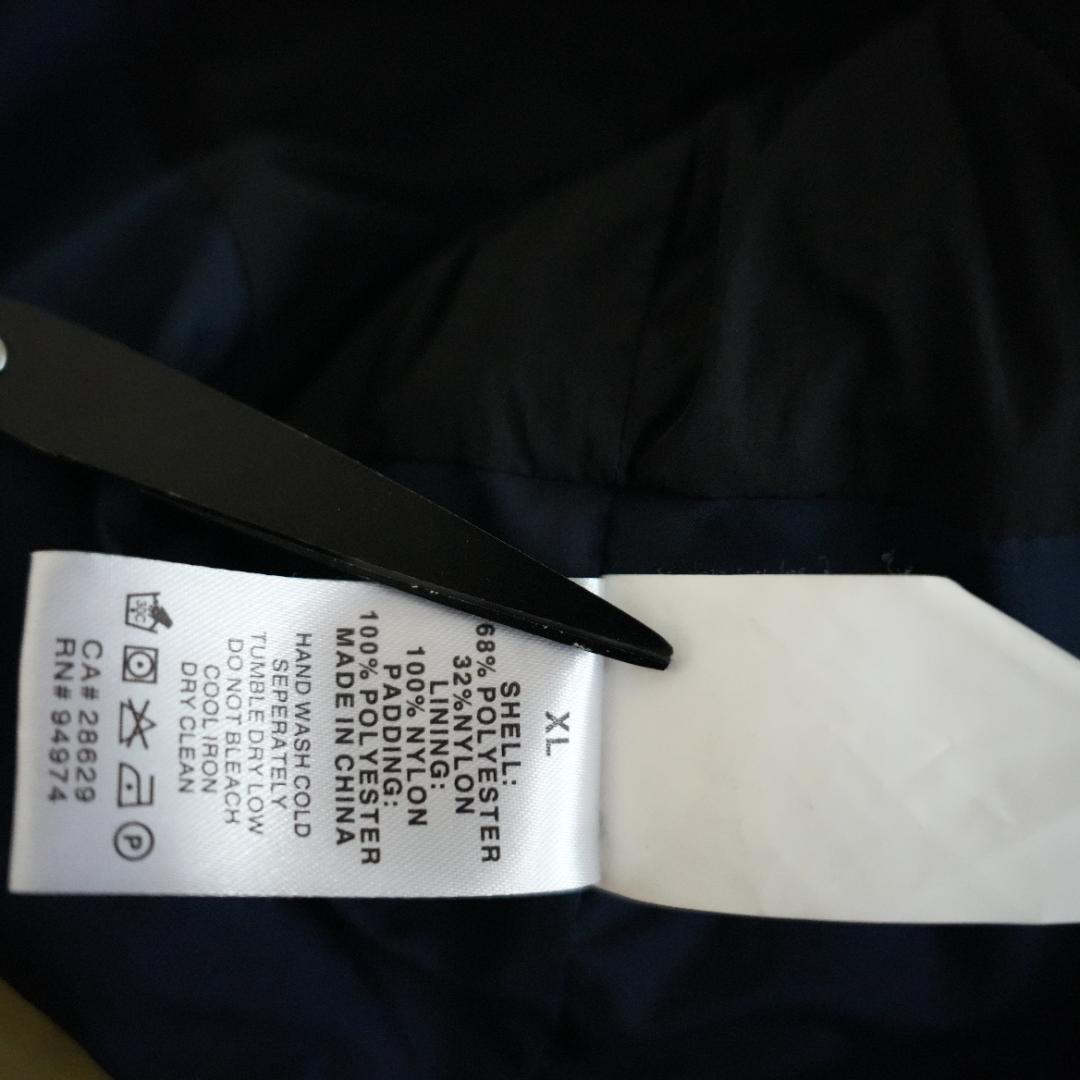 XL
SHELL:
68% POLYESTER
32%NYLON
LINING:
100% NYLON
PADDING:
100% POLYESTER
MADE IN CHINA
HAND WASH COLD
SEPERATELY
TUMBLE DRY LOW
DO NOT BLEACH
COOL IRON
DRY CLEAN
30C
P
CA# 28629
RN# 94974